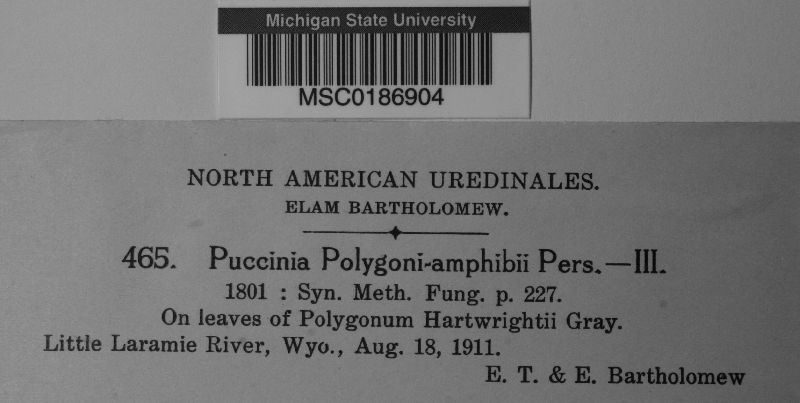 Michigan State University
MSC0186904
NORTH AMERICAN UREDINALES.
ELAM BARTHOLOMEW.
465. Puccinia Polygoni-amphibii Pers.—III.
1801 : Syn. Meth. Fung. p. 227.
On leaves of Polygonum Hartwrightii Gray.
Little Laramie River, Wyo., Aug. 18, 1911.
E. T. & E. Bartholomew